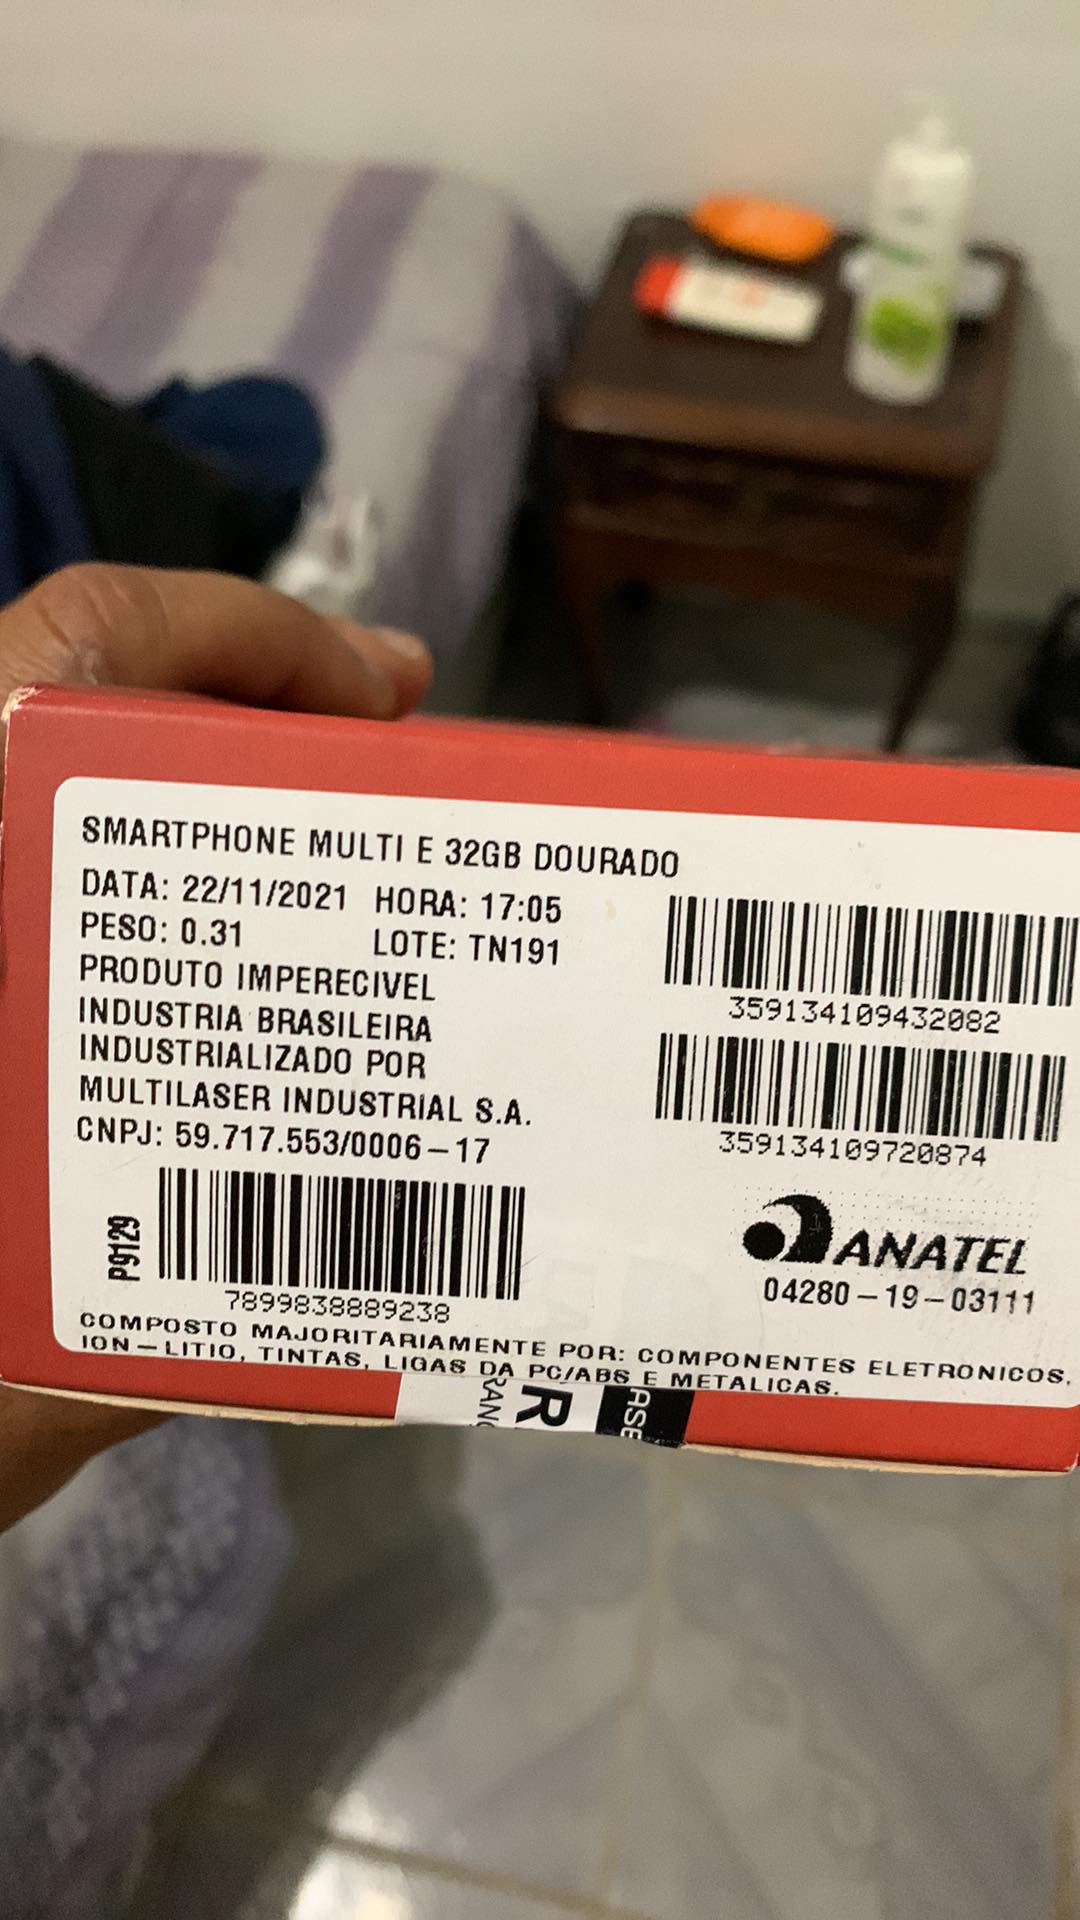 SMARTPHONE MULTI E 32GB DOURADO
DATA: 22/11/2021 HORA: 17:05
PESO: 0.31 LOTE: TN191
PRODUTO IMPERECIVEL
INDUSTRIA BRASILEIRA
INDUSTRIALIZADO POR
MULTILASER INDUSTRIAL S.A.
CNPJ: 59.717.553/0006-17
359134109432082
359134109720874
P9129
7899838889238
ANATEL
04280-19-03111
COMPOSTO MAJORITARIAMENTE POR: COMPONENTES ELETRONICOS,
ION-LITIO, TINTAS, LIGAS DA PC/ABS E METALICAS.
R